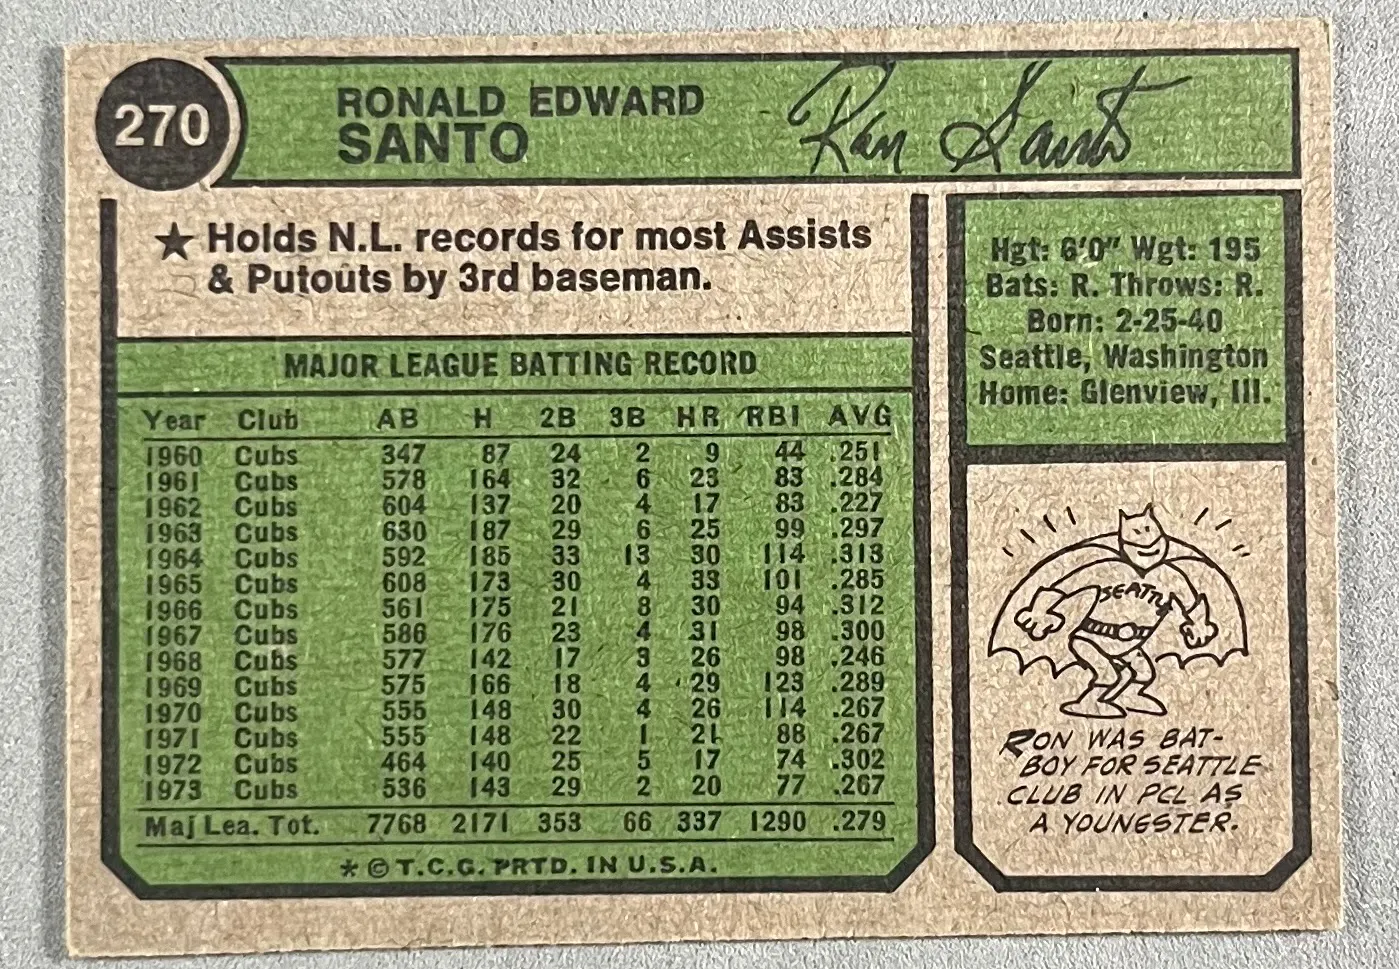 270
RONALD EDWARD
SANTO
Ron Santo
★ Holds N.L. records for most Assists
& Putouts by 3rd baseman.
MAJOR LEAGUE BATTING RECORD
Year Club AB H 2B 3B HR RBI AVG
1960 Cubs 347 87 24 2 9 44 .251
1961 Cubs 578 164 32 6 23 83 .284
1962 Cubs 604 137 20 4 17 83 .227
1963 Cubs 630 187 29 6 25 99 .297
1964 Cubs 592 185 33 13 30 114 .313
1965 Cubs 608 173 30 4 33 101 .285
1966 Cubs 561 175 21 8 30 94 .312
1967 Cubs 586 176 23 4 31 98 .300
1968 Cubs 577 142 17 3 26 98 .246
1969 Cubs 575 166 18 4 29 123 .289
1970 Cubs 555 148 30 4 26 114 .267
1971 Cubs 555 148 22 1 21 88 .267
1972 Cubs 464 140 25 5 17 74 .302
1973 Cubs 536 143 29 2 20 77 .267
Maj Lea. Tot. 7768 2171 353 66 337 1290 .279
* © T.C.G. PRTD. IN U.S.A.
Hgt: 6'0" Wgt: 195
Bats: R. Throws: R.
Born: 2-25-40
Seattle, Washington
Home: Glenview, Ill.
SEATTLE
RON WAS BAT-
BOY FOR SEATTLE
CLUB IN PCL AS
A YOUNGSTER.